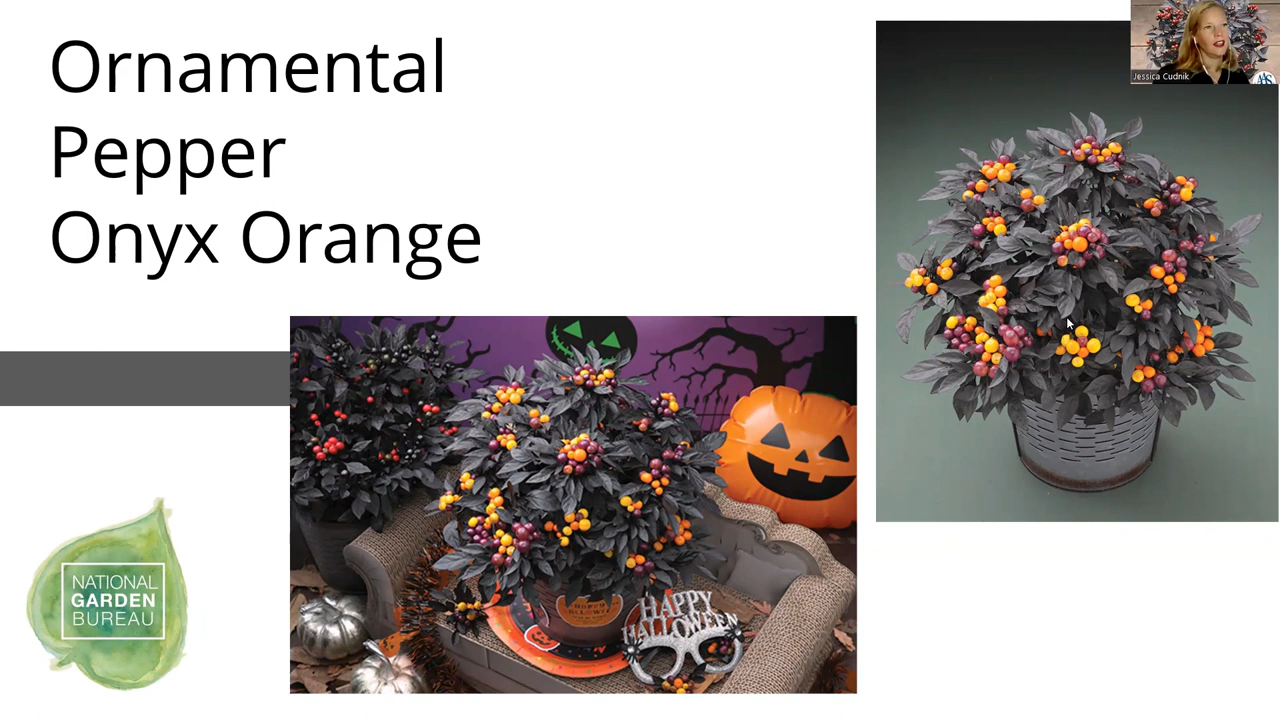 Ornamental
Pepper
Onyx Orange
Jessica Cudnik
HAPPY
HALLOWEEN
NATIONAL
GARDEN
BUREAU